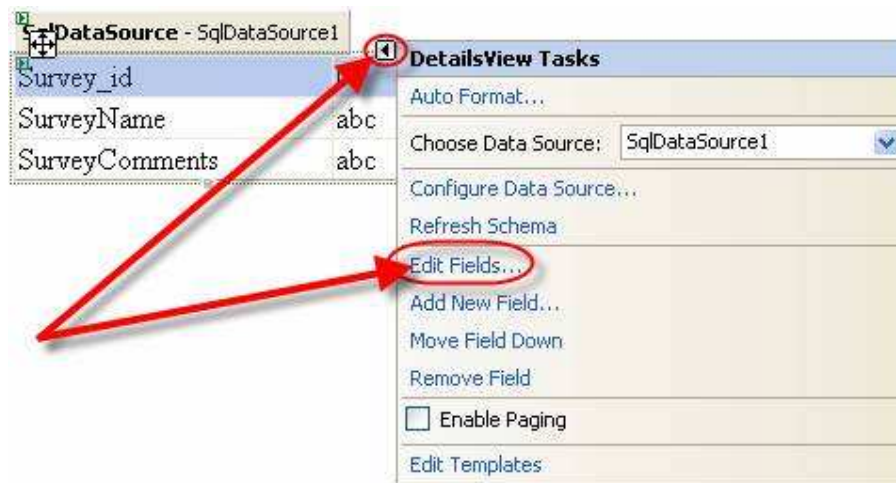 SqlDataSource - SqlDataSource1
Survey_id
SurveyName abc
SurveyComments abc
DetailsView Tasks
Auto Format...
Choose Data Source: SqlDataSource1
Configure Data Source...
Refresh Schema
Edit Fields...
Add New Field...
Move Field Down
Remove Field
Enable Paging
Edit Templates